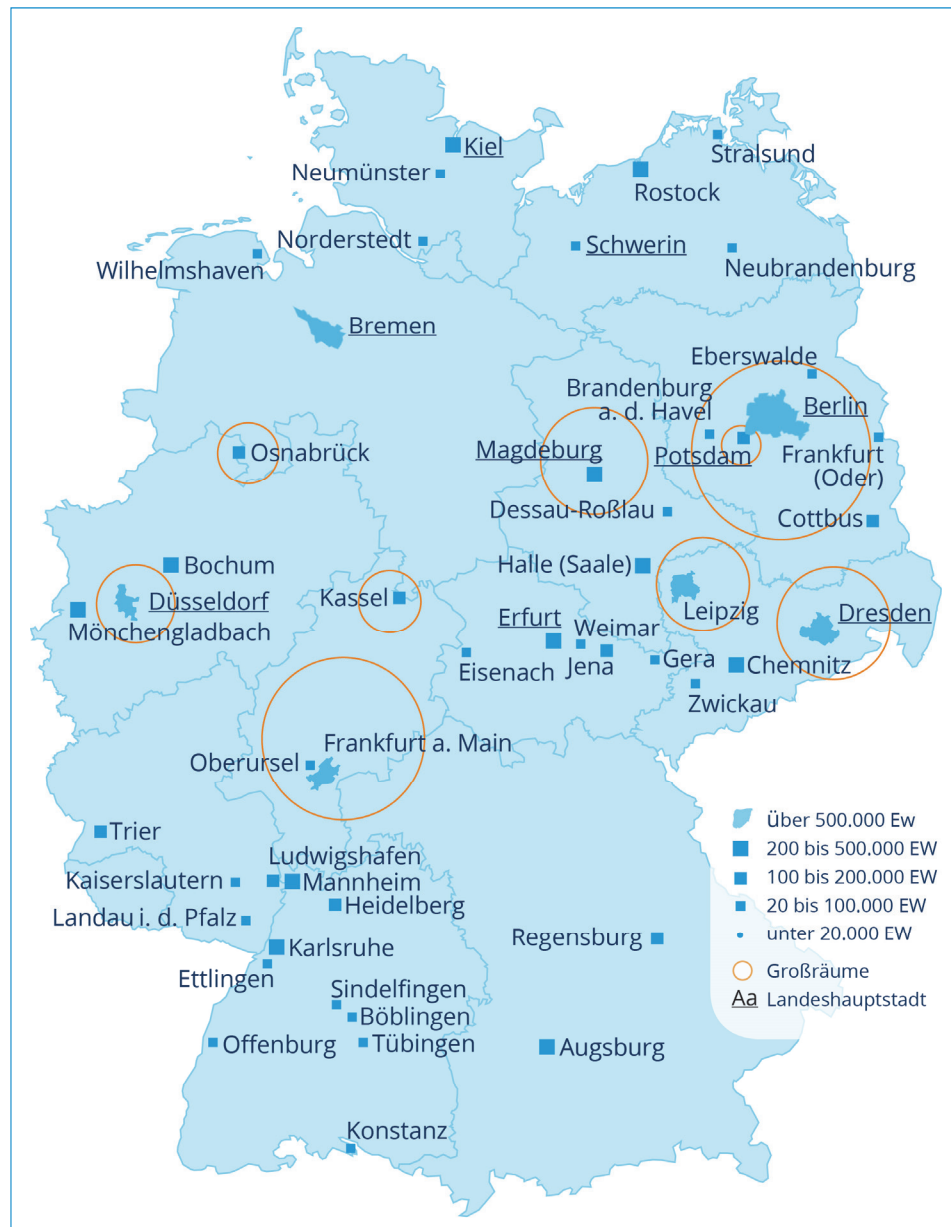 Kiel
Stralsund
Neumünster
Rostock
Norderstedt
Schwerin
Wilhelmshaven
Neubrandenburg
Bremen
Eberswalde
Brandenburg
a. d. Havel
Berlin
Osnabrück
Magdeburg
Potsdam
Frankfurt
(Oder)
Dessau-Roßlau
Cottbus
Bochum
Halle (Saale)
Düsseldorf
Kassel
Leipzig
Dresden
Mönchengladbach
Erfurt
Weimar
Eisenach
Jena
Gera
Chemnitz
Zwickau
Frankfurt a. Main
Oberursel
Trier
Ludwigshafen
Kaiserslautern
Mannheim
Heidelberg
Landau i. d. Pfalz
Regensburg
Karlsruhe
Ettlingen
Sindelfingen
Böblingen
Offenburg
Tübingen
Augsburg
Konstanz
über 500.000 Ew
200 bis 500.000 EW
100 bis 200.000 EW
20 bis 100.000 EW
unter 20.000 EW
Großräume
Aa Landeshauptstadt